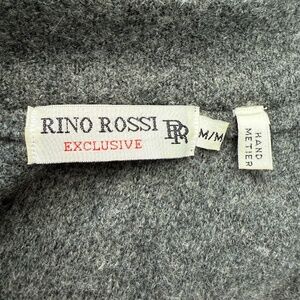 RINO ROSSI RR
EXCLUSIVE
M/M
HAND
METIER